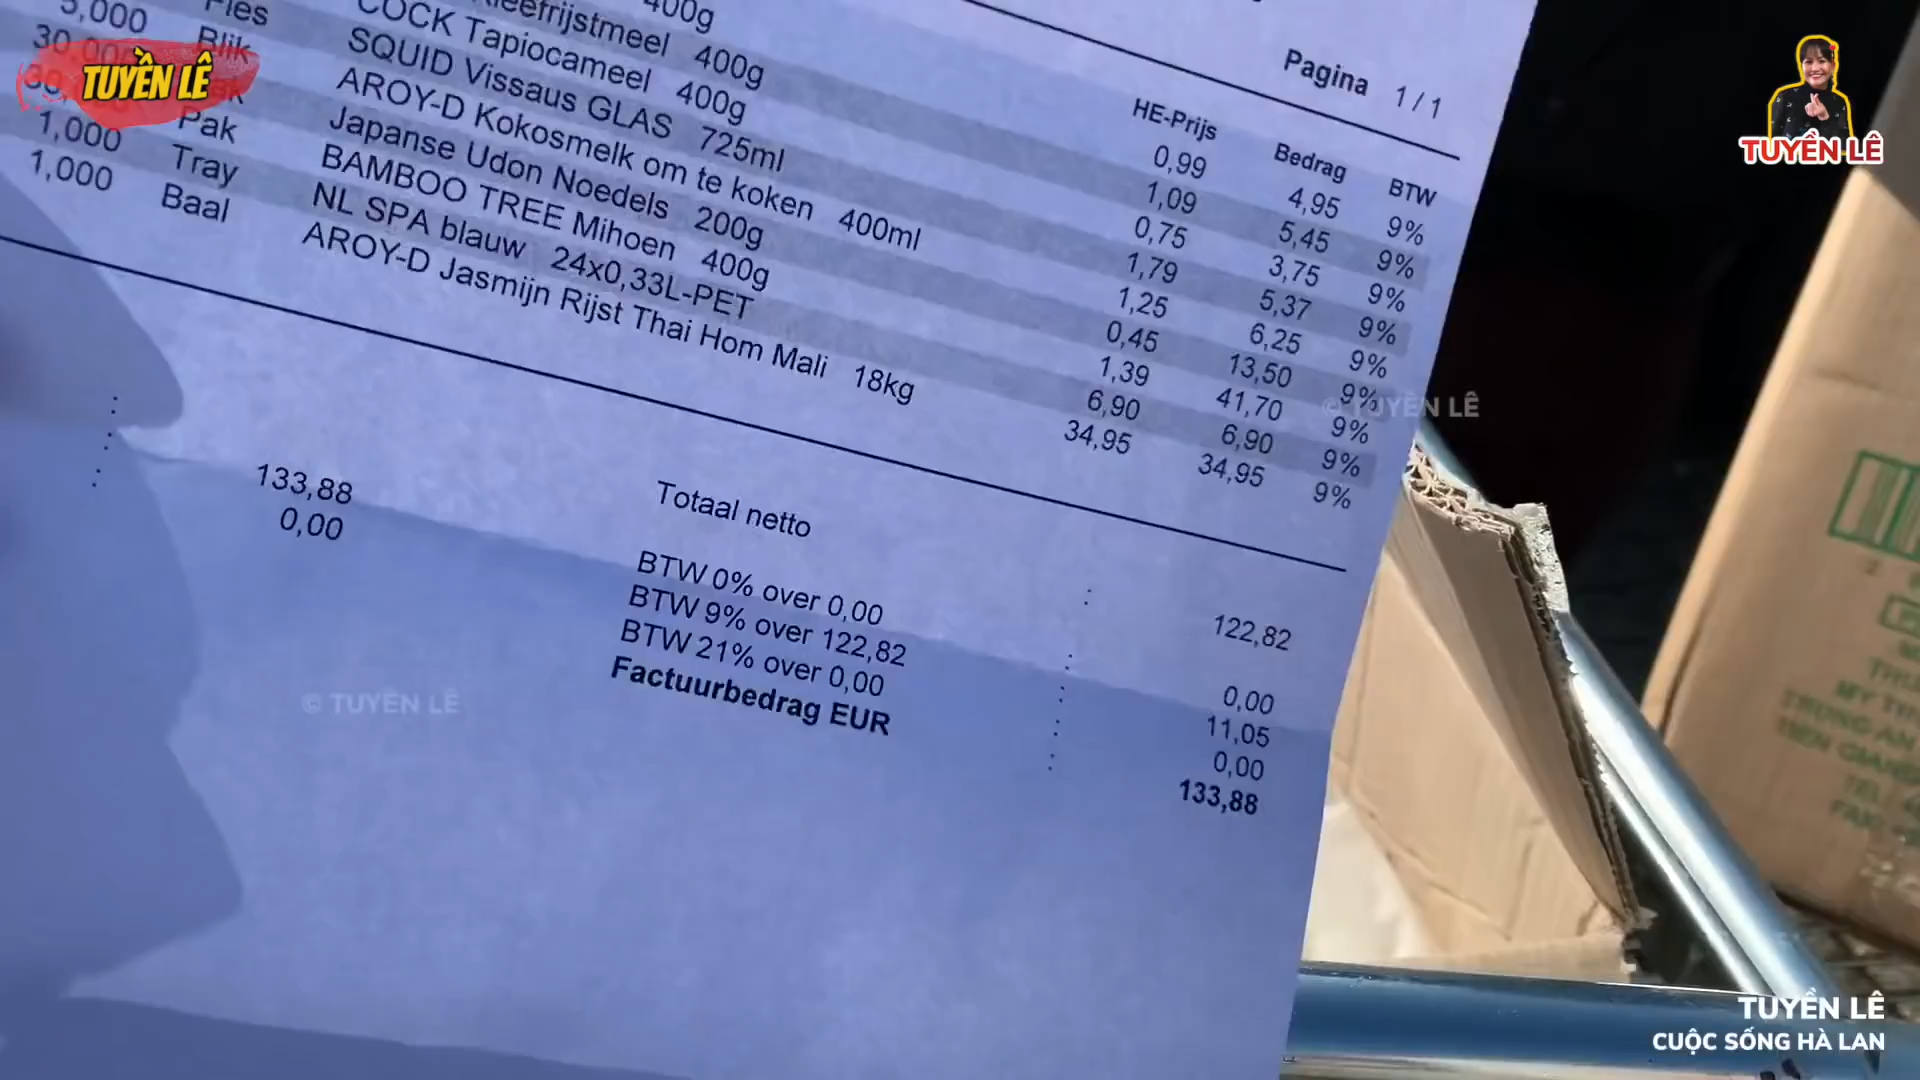 Pagina 1 / 1
HE-Prijs Bedrag BTW
400g 0,99 4,95 9%
400g 1,09 5,45 9%
COCK Tapiocameel 400g 0,75 3,75 9%
5,000 Fles SQUID Vissaus GLAS 725ml 1,79 5,37 9%
Blik AROY-D Kokosmelk om te koken 400ml 1,25 6,25 9%
30,000 Japanse Udon Noedels 200g 0,45 13,50 9%
Pak BAMBOO TREE Mihoen 400g 1,39 41,70 9%
1,000 Tray NL SPA blauw 24x0,33L-PET 6,90 6,90 9%
1,000 Baal AROY-D Jasmijn Rijst Thai Hom Mali 18kg 34,95 34,95 9%
: 133,88 Totaal netto : 122,82
: 0,00
BTW 0% over 0,00 : 0,00
BTW 9% over 122,82 : 11,05
BTW 21% over 0,00 : 0,00
Factuurbedrag EUR : 133,88
TUYỀN LÊ
TUYỀN LÊ
© TUYỀN LÊ
© TUYỀN LÊ
TUYỀN LÊ
CUỘC SỐNG HÀ LAN